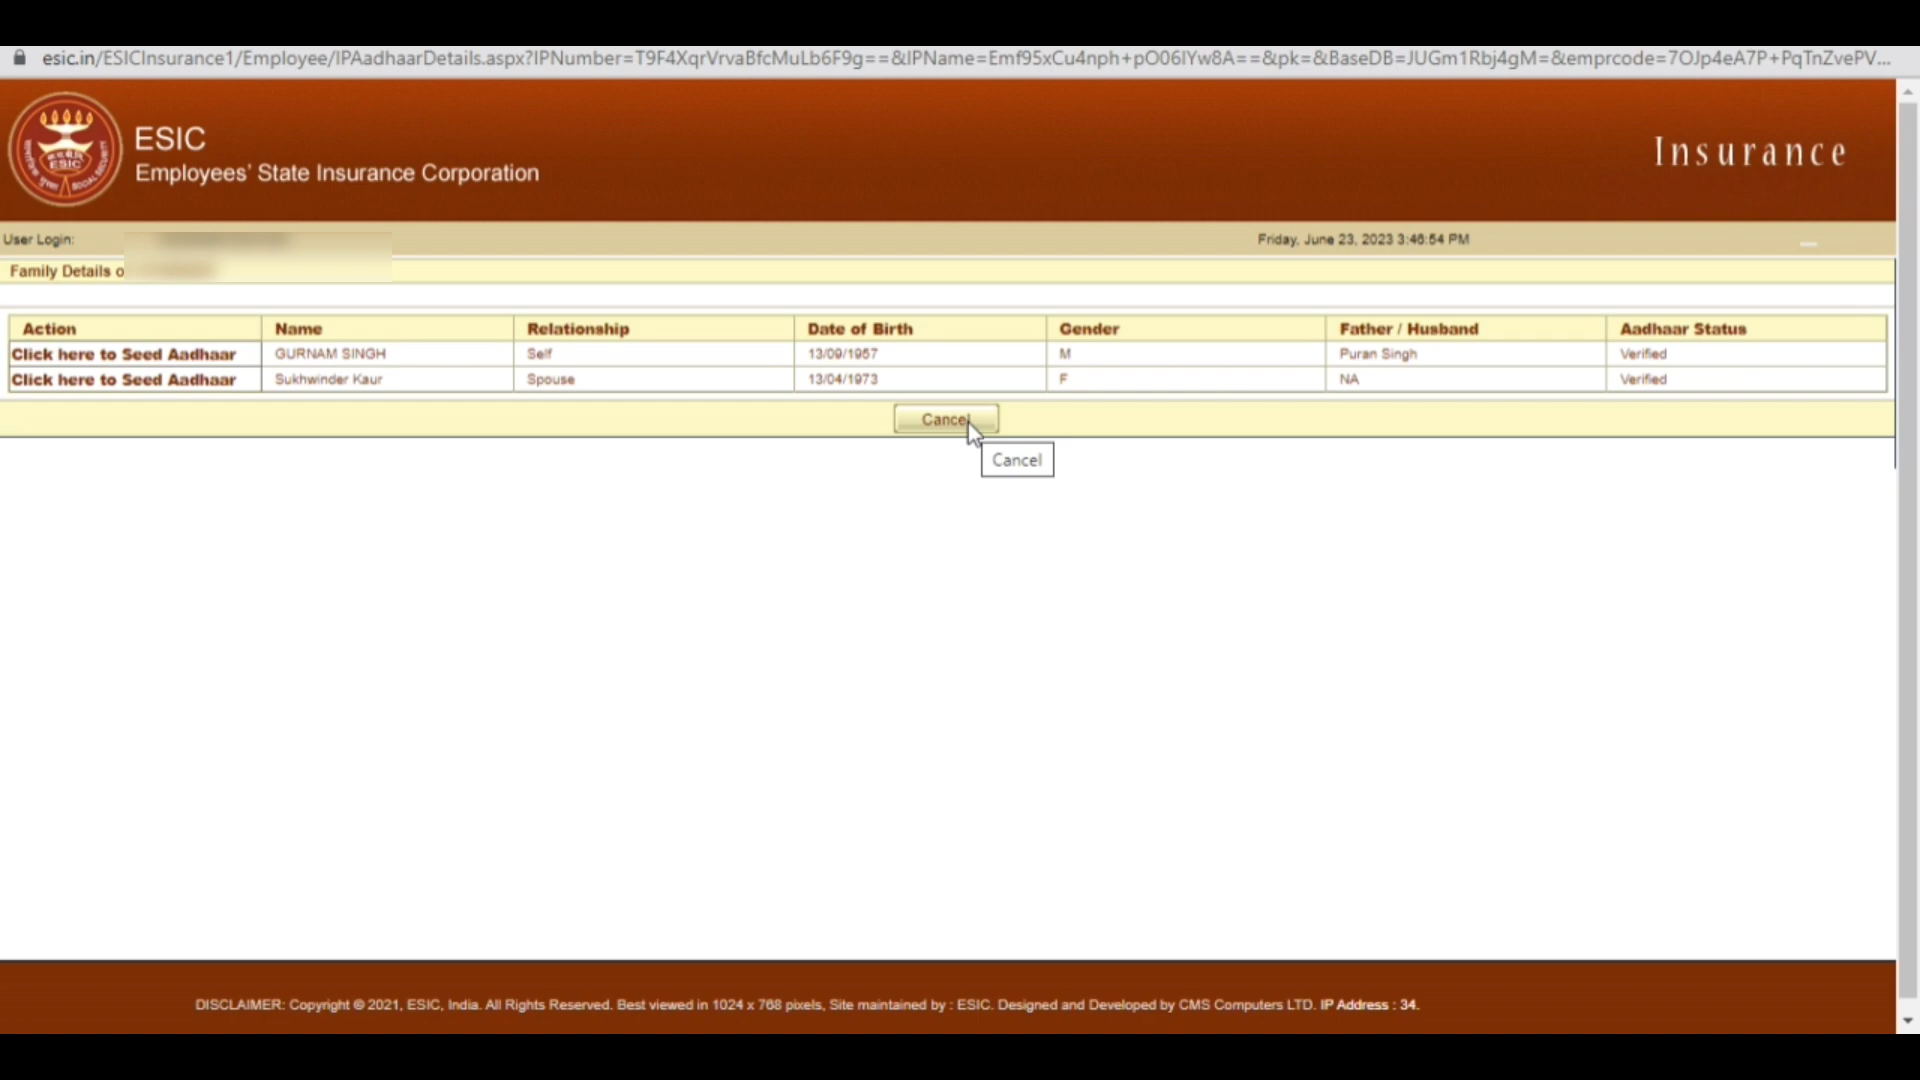 esic.in/ESICInsurance1/Employee/IPAadhaarDetails.aspx?IPNumber=T9F4XqrVrvaBfcMuLb6F9g==&IPName=Emf95xCu4nph+pO06IYw8A==&pk=&BaseDB=JUGm1Rbj4gM=&emprcode=7OJp4eA7P+PqTnZvePV...
ESIC
Employees' State Insurance Corporation
Insurance
ESIC
SOCIAL SECURITY
User Login:
Friday, June 23, 2023 3:46:54 PM
Family Details o
Action Name Relationship Date of Birth Gender Father / Husband Aadhaar Status
Click here to Seed Aadhaar GURNAM SINGH Self 13/09/1957 M Puran Singh Verified
Click here to Seed Aadhaar Sukhwinder Kaur Spouse 13/04/1973 F NA Verified
Cancel
Cancel
DISCLAIMER: Copyright © 2021, ESIC, India. All Rights Reserved. Best viewed in 1024 x 768 pixels, Site maintained by : ESIC. Designed and Developed by CMS Computers LTD. IP Address : 34.